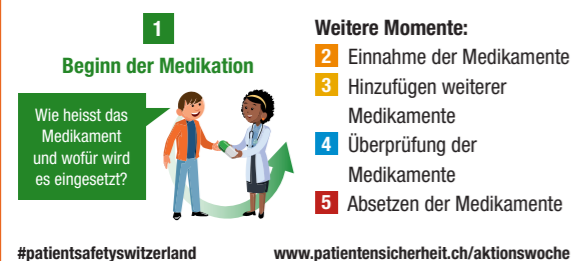 1
Beginn der Medikation
Wie heisst das
Medikament
und wofür wird
es eingesetzt?
Weitere Momente:
2 Einnahme der Medikamente
3 Hinzufügen weiterer
Medikamente
4 Überprüfung der
Medikamente
5 Absetzen der Medikamente
#patientsafetyswitzerland
www.patientensicherheit.ch/aktionswoche